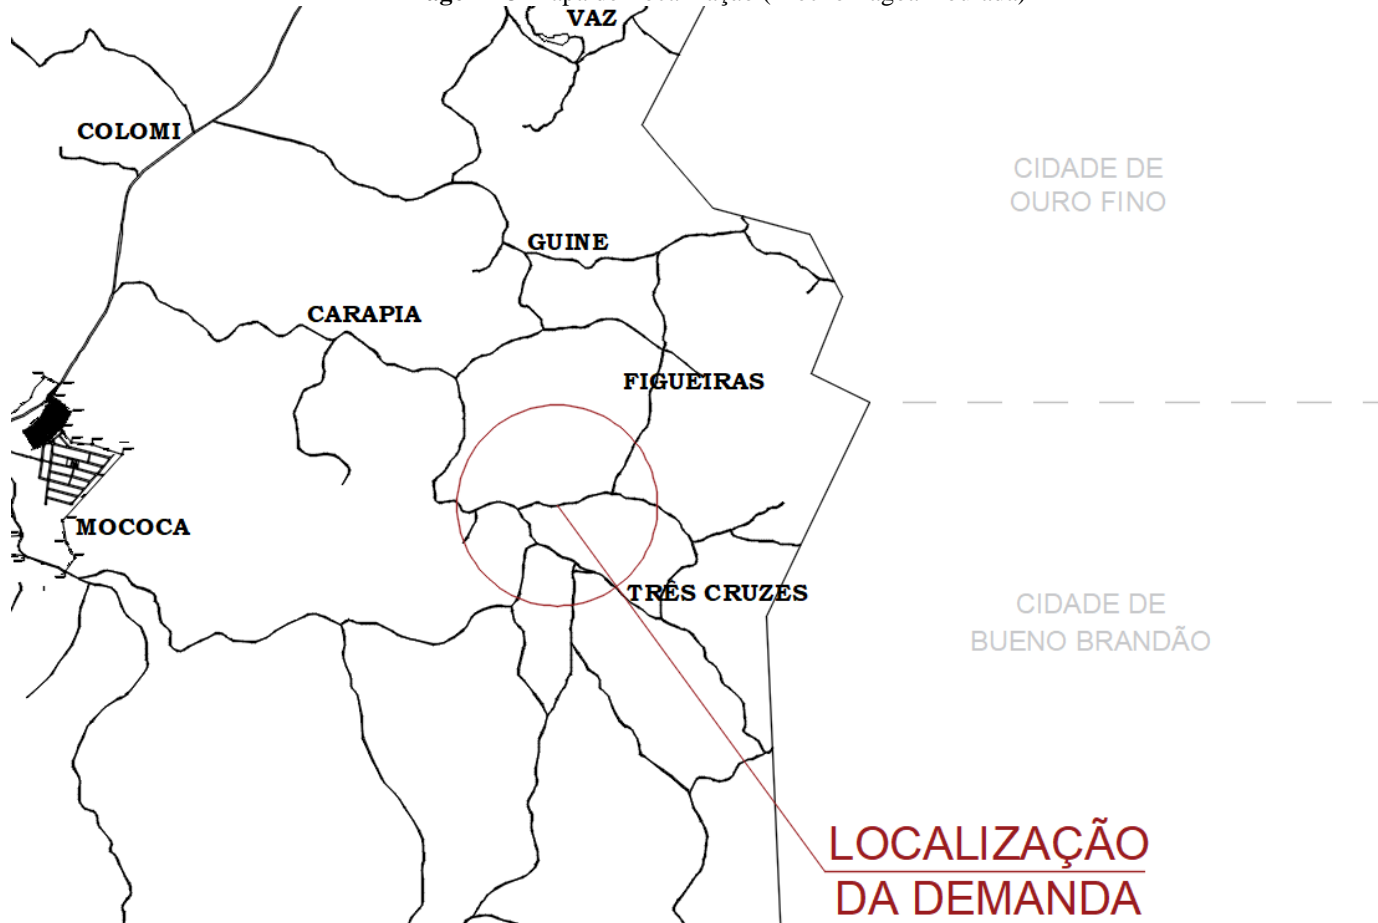 VAZ
COLOMI
CIDADE DE
OURO FINO
GUINE
CARAPIA
FIGUEIRAS
MOCOCA
TRÊS CRUZES
CIDADE DE
BUENO BRANDÃO
LOCALIZAÇÃO
DA DEMANDA